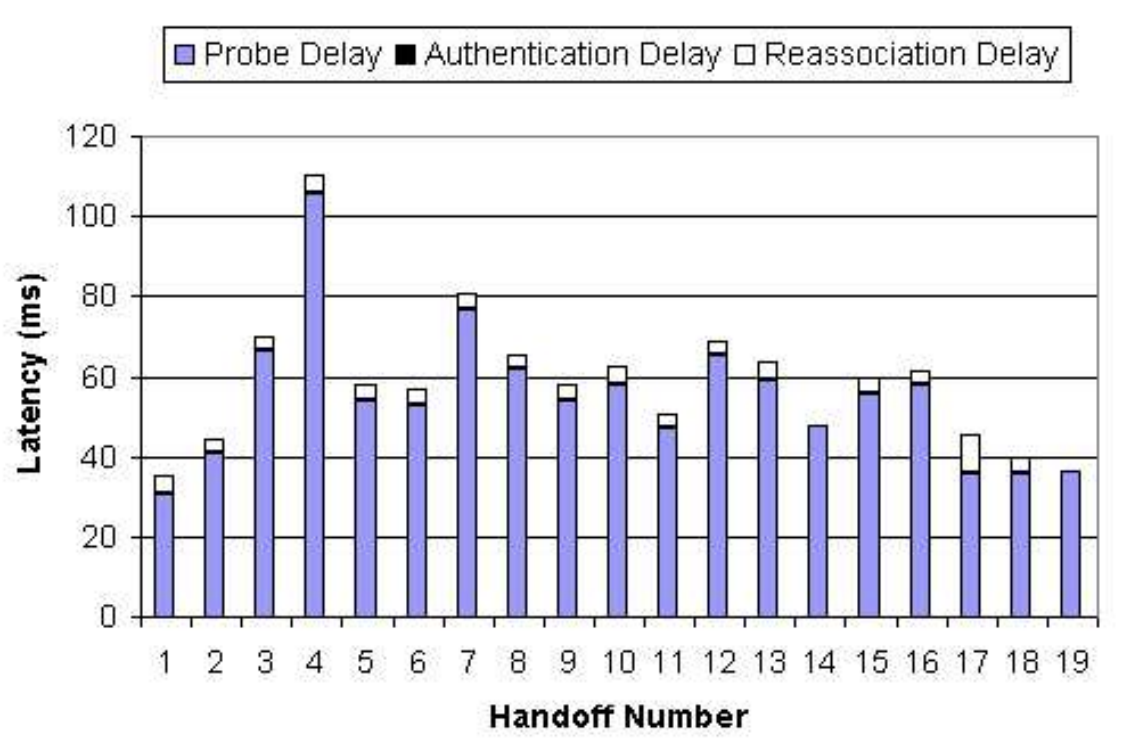 Probe Delay Authentication Delay Reassociation Delay
120
100
80
60
40
20
0
Latency (ms)
1 2 3 4 5 6 7 8 9 10 11 12 13 14 15 16 17 18 19
Handoff Number